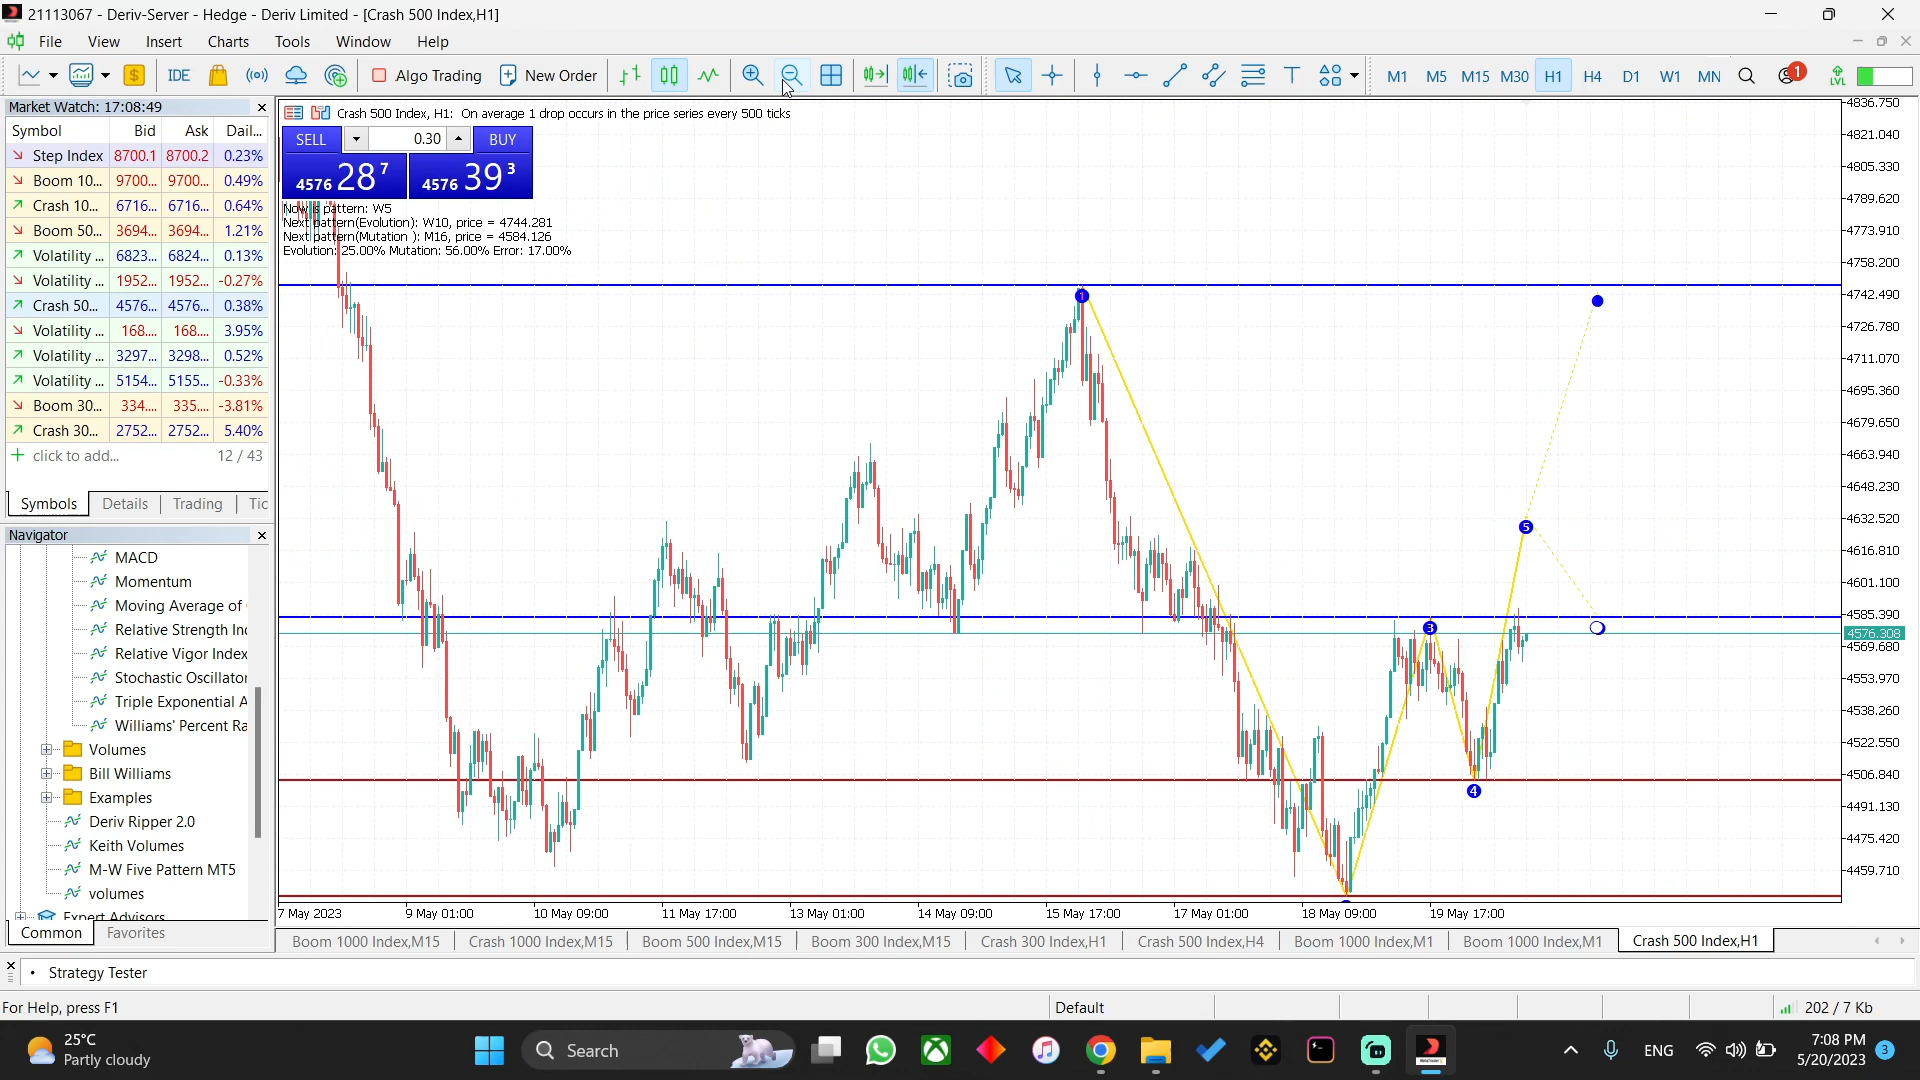 21113067 - Deriv-Server - Hedge - Deriv Limited - [Crash 500 Index,H1]
File View Insert Charts Tools Window Help
IDE Algo Trading New Order M1 M5 M15 M30 H1 H4 D1 W1 MN 1 LVL
Market Watch: 17:08:49
Symbol Bid Ask Dail...
Step Index 8700.1 8700.2 0.23%
Boom 10... 9700... 9700... 0.49%
Crash 10... 6716... 6716... 0.64%
Boom 50... 3694... 3694... 1.21%
Volatility ... 6823... 6824... 0.13%
Volatility ... 1952... 1952... -0.27%
Crash 50... 4576... 4576... 0.38%
Volatility ... 168.... 168.... 3.95%
Volatility ... 3297... 3298... 0.52%
Volatility ... 5154... 5155... -0.33%
Boom 30... 334.... 335.... -3.81%
Crash 30... 2752... 2752... 5.40%
click to add... 12 / 43
Symbols Details Trading Tic
Navigator
MACD
Momentum
Moving Average of
Relative Strength Ind
Relative Vigor Index
Stochastic Oscillator
Triple Exponential A
Williams' Percent Ra
Volumes
Bill Williams
Examples
Deriv Ripper 2.0
Keith Volumes
M-W Five Pattern MT5
volumes
Expert Advisors
Common Favorites
Crash 500 Index, H1: On average 1 drop occurs in the price series every 500 ticks
SELL 0.30 BUY
4576 28 7 4576 39 3
Now is pattern: W5
Next pattern(Evolution): W10, price = 4744.281
Next pattern(Mutation ): M16, price = 4584.126
Evolution: 25.00% Mutation: 56.00% Error: 17.00%
1
5
3
4
4836.750
4821.040
4805.330
4789.620
4773.910
4758.200
4742.490
4726.780
4711.070
4695.360
4679.650
4663.940
4648.230
4632.520
4616.810
4601.100
4585.390
4576.308
4569.680
4553.970
4538.260
4522.550
4506.840
4491.130
4475.420
4459.710
7 May 2023 9 May 01:00 10 May 09:00 11 May 17:00 13 May 01:00 14 May 09:00 15 May 17:00 17 May 01:00 18 May 09:00 19 May 17:00
Boom 1000 Index,M15 Crash 1000 Index,M15 Boom 500 Index,M15 Boom 300 Index,M15 Crash 300 Index,H1 Crash 500 Index,H4 Boom 1000 Index,M1 Boom 1000 Index,M1 Crash 500 Index,H1
Strategy Tester
For Help, press F1 Default 202 / 7 Kb
25°C
Partly cloudy
Search
ENG
7:08 PM
5/20/2023
3